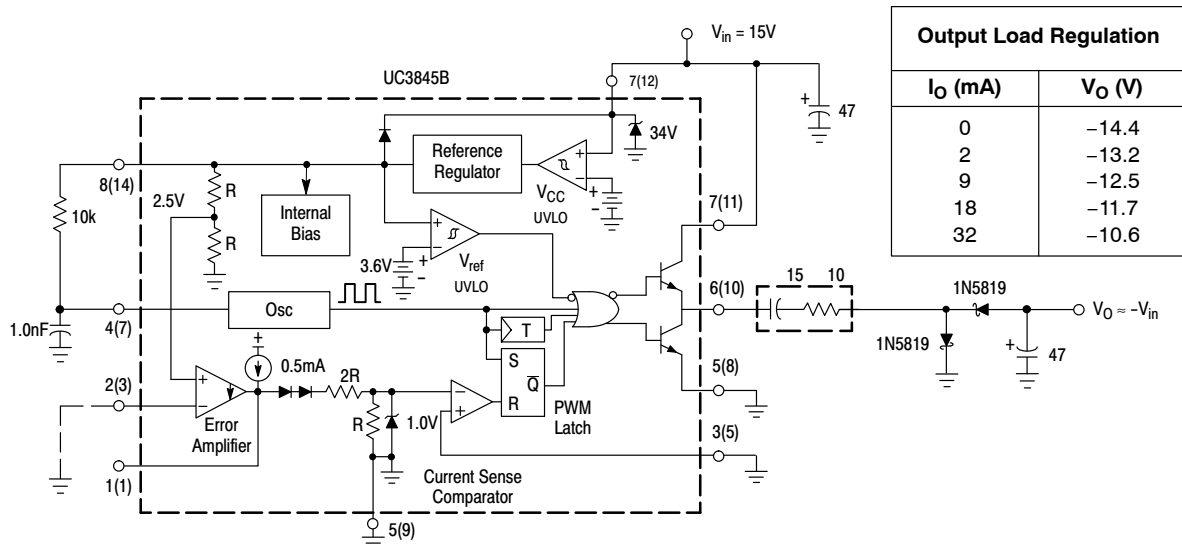 V_in = 15V
Output Load Regulation
I_O (mA)
V_O (V)
0
−14.4
2
−13.2
9
−12.5
18
−11.7
32
−10.6
UC3845B
7(12)
+
47
34V
Reference
Regulator
+
−
+
−
V_CC
UVLO
8(14)
2.5V
R
R
Internal
Bias
10k
+
−
3.6V
+
−
V_ref
UVLO
7(11)
15
10
6(10)
1N5819
V_O ≈ −V_in
Osc
4(7)
1.0nF
T
1N5819
+
47
+
0.5mA
S
Q̅
R
PWM
Latch
5(8)
2(3)
+
−
Error
Amplifier
2R
R
1.0V
−
+
3(5)
1(1)
Current Sense
Comparator
5(9)